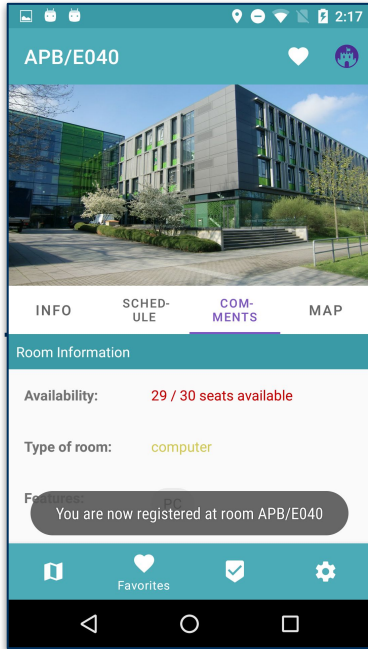 2:17
APB/E040
INFO
SCHED-
ULE
COM-
MENTS
MAP
Room Information
Availability: 29 / 30 seats available
Type of room: computer
Features: PC
You are now registered at room APB/E040
Favorites